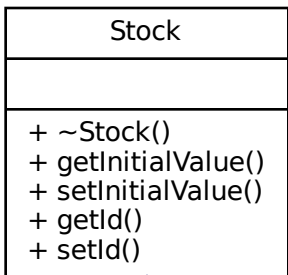 Stock
+ ~Stock()
+ getInitialValue()
+ setInitialValue()
+ getId()
+ setId()